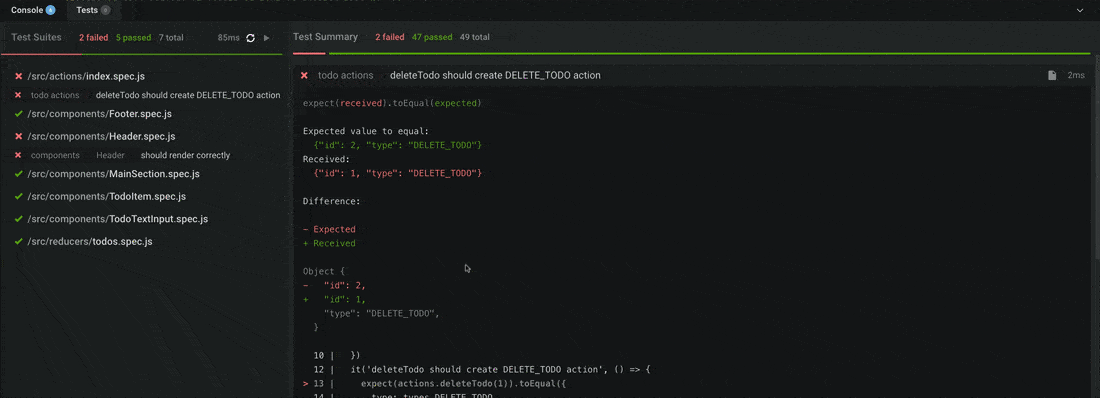 Console 4 Tests
Test Suites 2 failed 5 passed 7 total 85ms
/src/actions/index.spec.js
todo actions deleteTodo should create DELETE_TODO action
/src/components/Footer.spec.js
/src/components/Header.spec.js
components Header should render correctly
/src/components/MainSection.spec.js
/src/components/TodoItem.spec.js
/src/components/TodoTextInput.spec.js
/src/reducers/todos.spec.js
Test Summary 2 failed 47 passed 49 total
todo actions deleteTodo should create DELETE_TODO action 2ms
expect(received).toEqual(expected)
Expected value to equal:
{"id": 2, "type": "DELETE_TODO"}
Received:
{"id": 1, "type": "DELETE_TODO"}
Difference:
- Expected
+ Received
Object {
- "id": 2,
+ "id": 1,
"type": "DELETE_TODO",
}
10 | })
12 | it('deleteTodo should create DELETE_TODO action', () => {
> 13 | expect(actions.deleteTodo(1)).toEqual({
14 | type: types.DELETE_TODO,